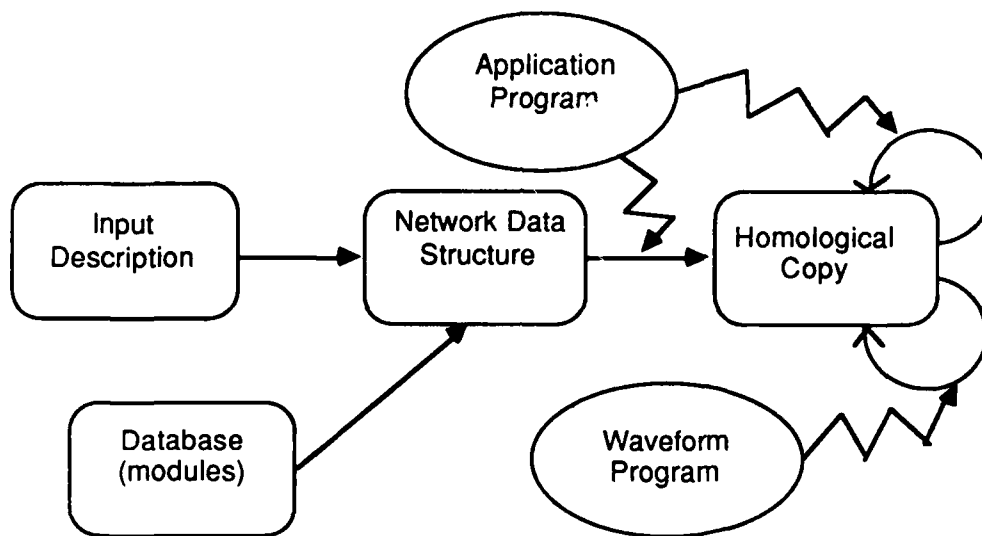 Application
Program
Input
Description
Network Data
Structure
Homological
Copy
Database
(modules)
Waveform
Program